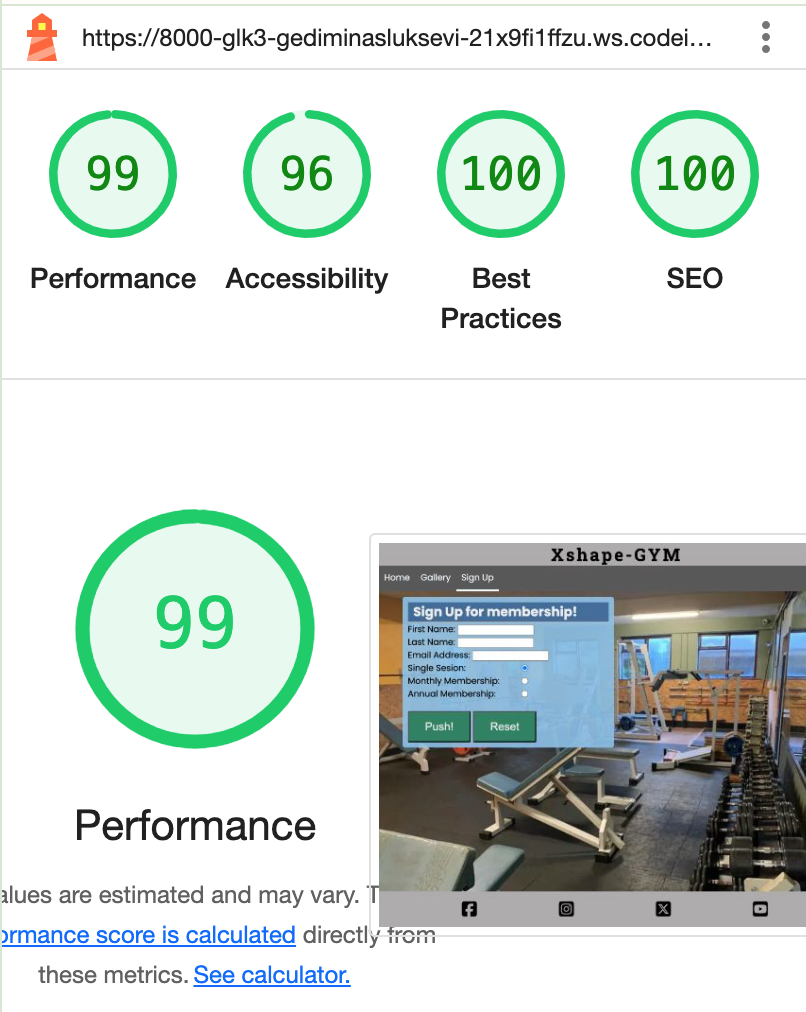 https://8000-glk3-gediminasluksevi-21x9fi1ffzu.ws.codei…
99
96
100
100
Performance
Accessibility
Best
Practices
SEO
99
Performance
Xshape-GYM
Home Gallery Sign Up
Sign Up for membership!
First Name:
Last Name:
Email Address:
Single Sesion:
Monthly Membership:
Annual Membership:
Push! Reset
alues are estimated and may vary. T
ormance score is calculated directly from
these metrics. See calculator.